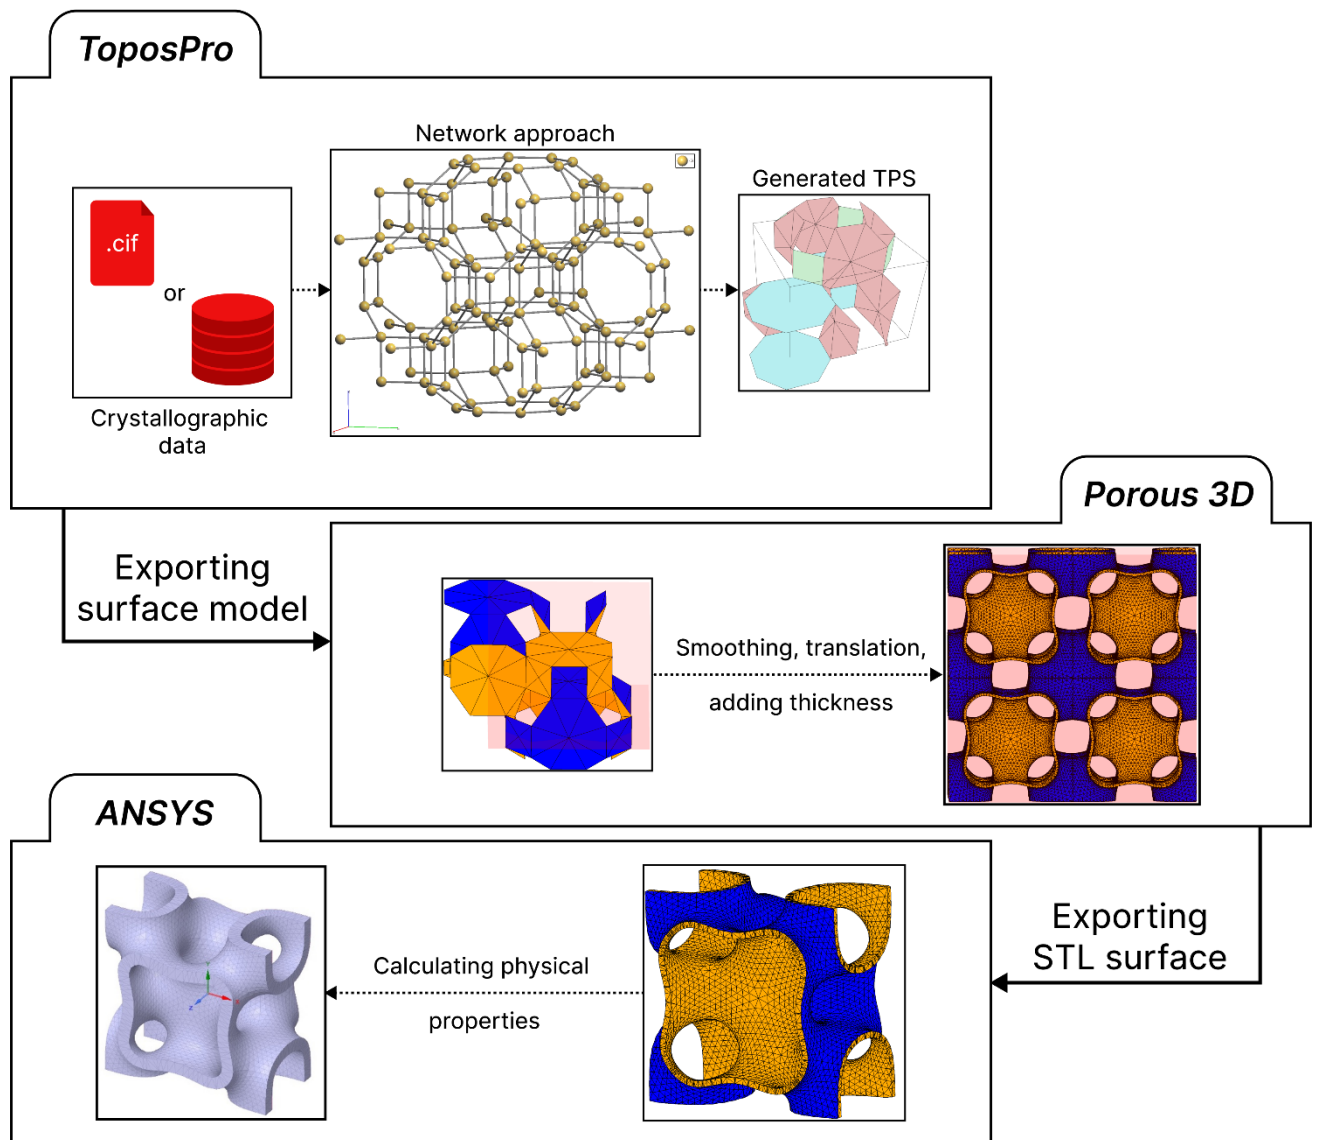 ToposPro
Network approach
Generated TPS
.cif
or
Crystallographic
data
Porous 3D
Exporting
surface model
Smoothing, translation,
adding thickness
ANSYS
Exporting
STL surface
Calculating physical
properties